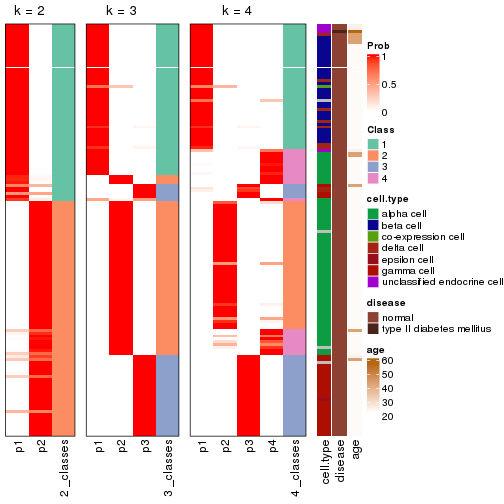 k = 2
k = 3
k = 4
Prob
1
0.5
0
Class
1
2
3
4
cell.type
alpha cell
beta cell
co-expression cell
delta cell
epsilon cell
gamma cell
unclassified endocrine cell
disease
normal
type II diabetes mellitus
age
60
50
40
30
20
p1
p2
2_classes
p1
p2
p3
3_classes
p1
p2
p3
p4
4_classes
cell.type
disease
age